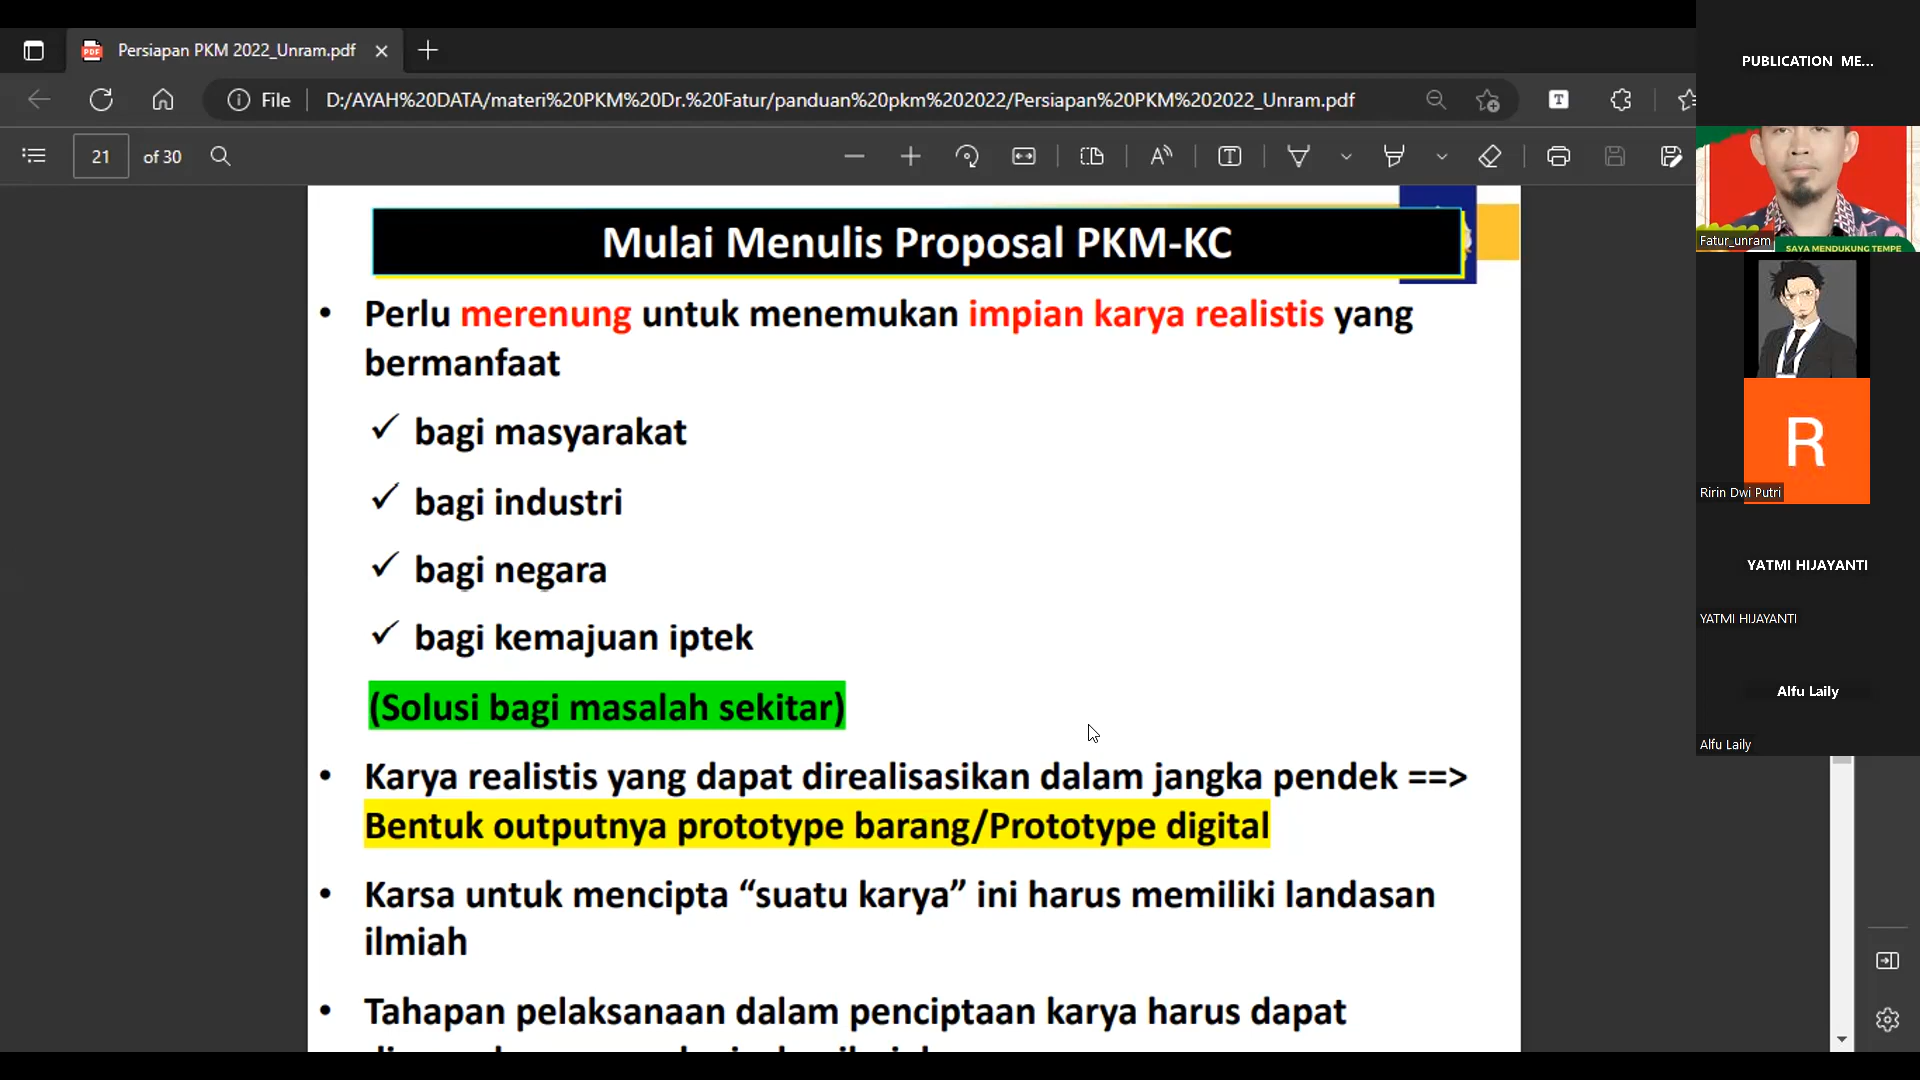 Persiapan PKM 2022_Unram.pdf
File
D:/AYAH%20DATA/materi%20PKM%20Dr.%20Fatur/panduan%20pkm%202022/Persiapan%20PKM%202022_Unram.pdf
21 of 30
Mulai Menulis Proposal PKM-KC
• Perlu merenung untuk menemukan impian karya realistis yang
bermanfaat
✓ bagi masyarakat
✓ bagi industri
✓ bagi negara
✓ bagi kemajuan iptek
(Solusi bagi masalah sekitar)
• Karya realistis yang dapat direalisasikan dalam jangka pendek ==>
Bentuk outputnya prototype barang/Prototype digital
• Karsa untuk mencipta “suatu karya” ini harus memiliki landasan
ilmiah
• Tahapan pelaksanaan dalam penciptaan karya harus dapat
PUBLICATION ME...
Fatur_unram
SAYA MENDUKUNG TEMPE
R
Ririn Dwi Putri
YATMI HIJAYANTI
YATMI HIJAYANTI
Alfu Laily
Alfu Laily